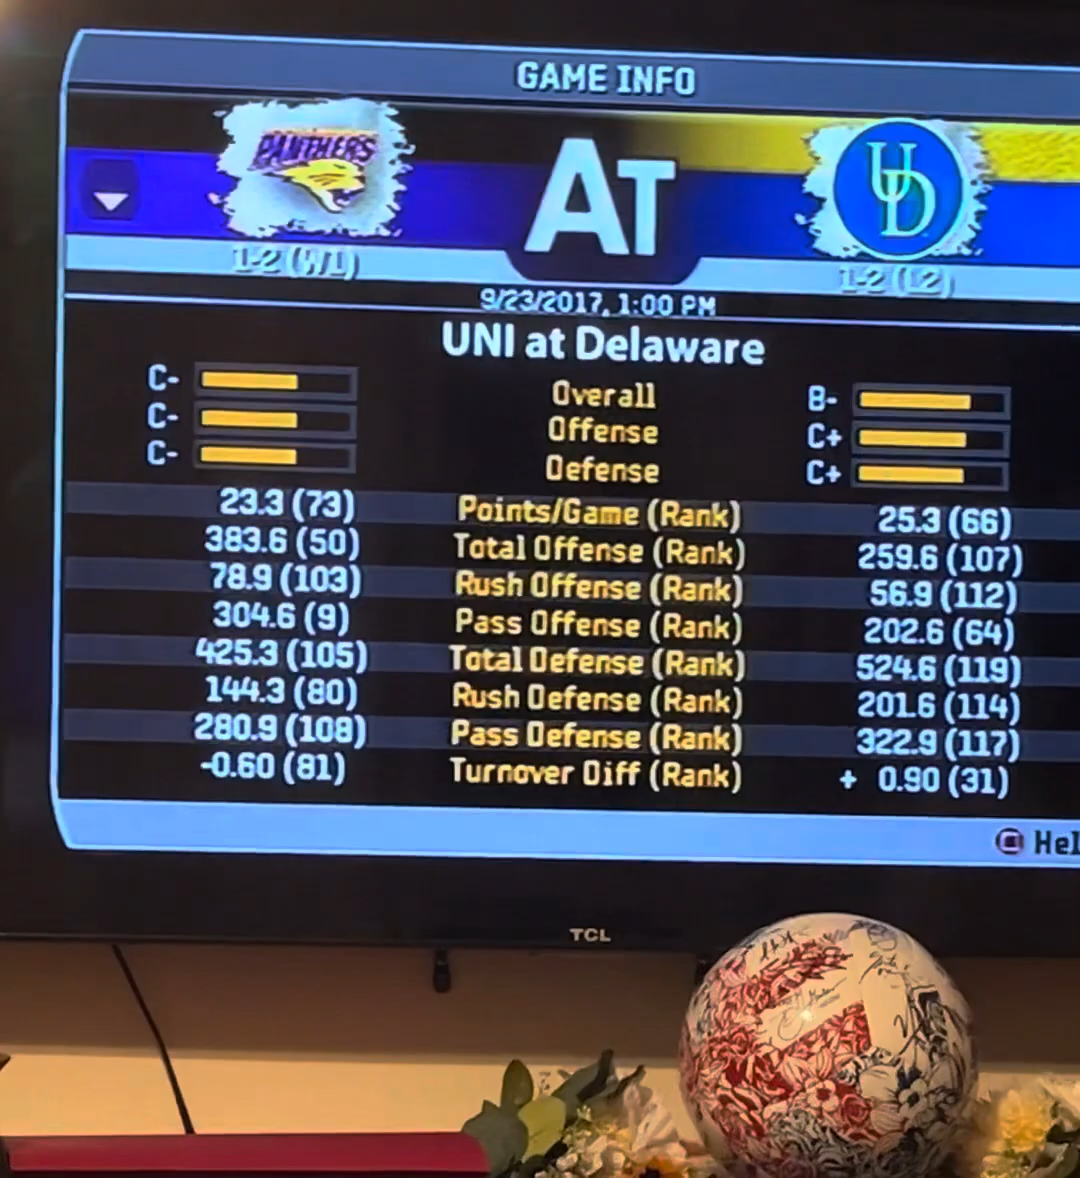 GAME INFO
PANTHERS
AT
UD
1-2 (W1)
1-2 (L2)
9/23/2017, 1:00 PM
UNI at Delaware
C- Overall B-
C- Offense C+
C- Defense C+
23.3 (73) Points/Game (Rank) 25.3 (66)
383.6 (50) Total Offense (Rank) 259.6 (107)
78.9 (103) Rush Offense (Rank) 56.9 (112)
304.6 (9) Pass Offense (Rank) 202.6 (64)
425.3 (105) Total Defense (Rank) 524.6 (119)
144.3 (80) Rush Defense (Rank) 201.6 (114)
280.9 (108) Pass Defense (Rank) 322.9 (117)
-0.60 (81) Turnover Diff (Rank) + 0.90 (31)
Hel
TCL